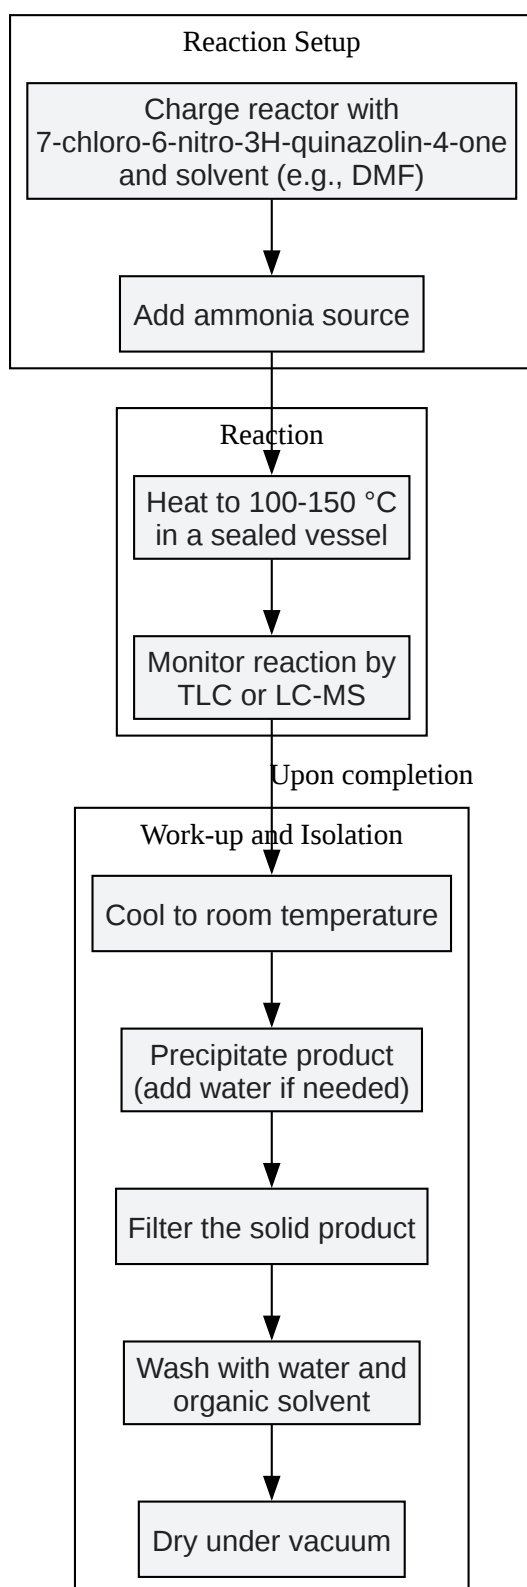 Reaction Setup
Charge reactor with
7-chloro-6-nitro-3H-quinazolin-4-one
and solvent (e.g., DMF)
Add ammonia source
Reaction
Heat to 100-150 °C
in a sealed vessel
Monitor reaction by
TLC or LC-MS
Upon completion
Work-up and Isolation
Cool to room temperature
Precipitate product
(add water if needed)
Filter the solid product
Wash with water and
organic solvent
Dry under vacuum